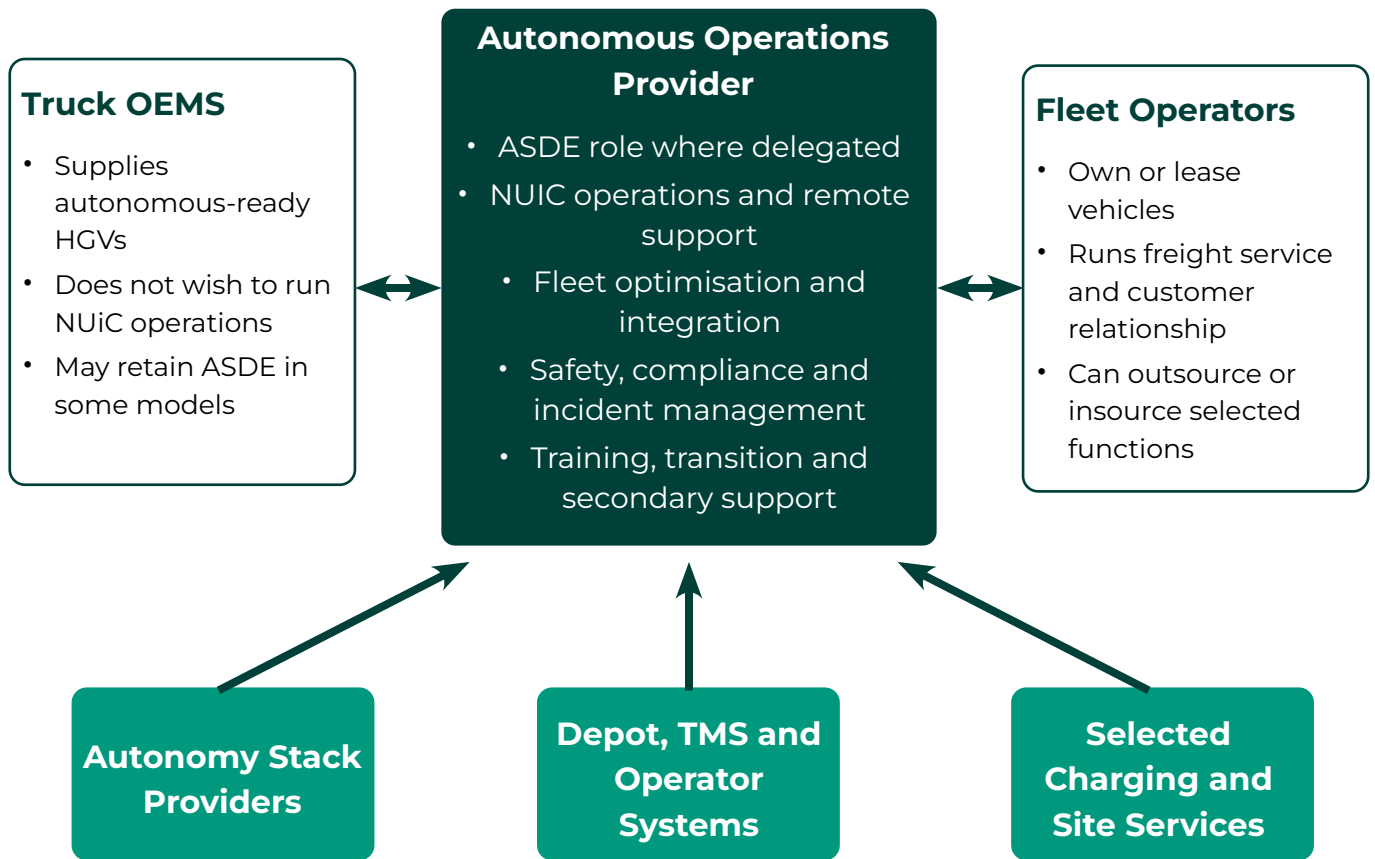 Autonomous Operations
Provider
• ASDE role where delegated
• NUIC operations and remote
support
• Fleet optimisation and
integration
• Safety, compliance and
incident management
• Training, transition and
secondary support
Truck OEMS
• Supplies
autonomous-ready
HGVs
• Does not wish to run
NUiC operations
• May retain ASDE in
some models
Fleet Operators
• Own or lease
vehicles
• Runs freight service
and customer
relationship
• Can outsource or
insource selected
functions
Autonomy Stack
Providers
Depot, TMS and
Operator
Systems
Selected
Charging and
Site Services